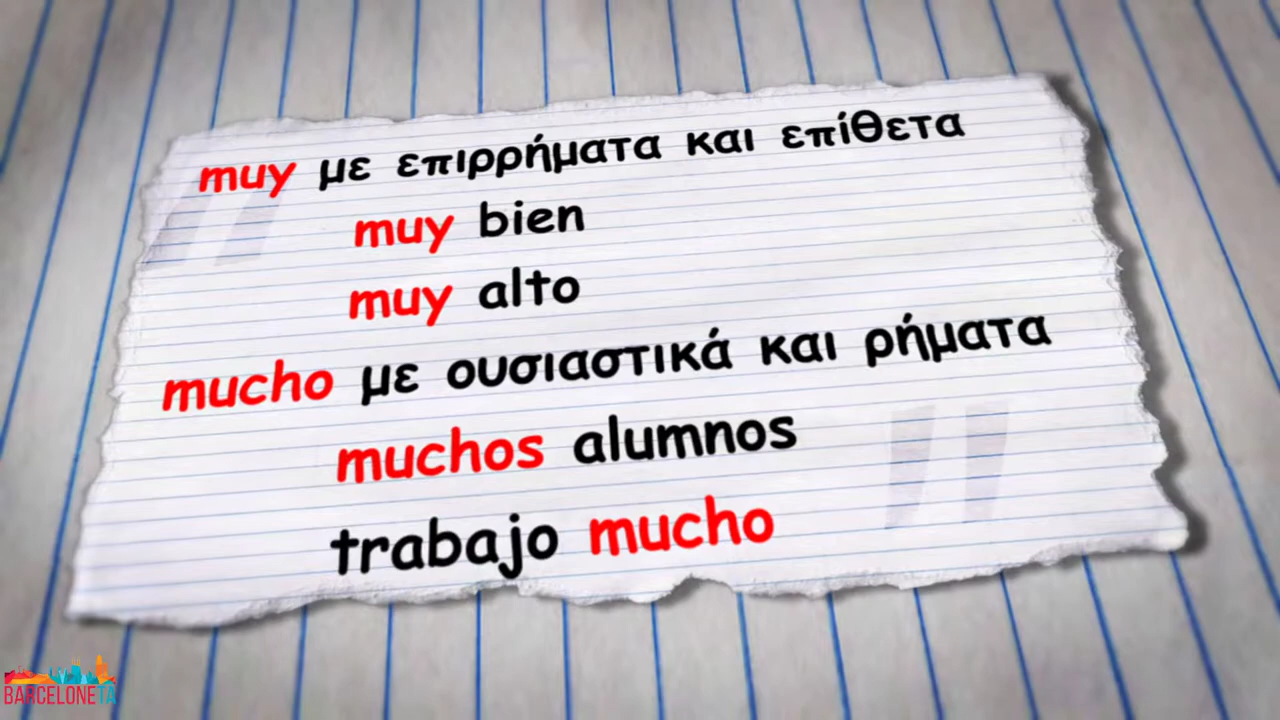 muy με επιρρήματα και επίθετα
muy bien
muy alto
mucho με ουσιαστικά και ρήματα
muchos alumnos
trabajo mucho
BARCELONETA